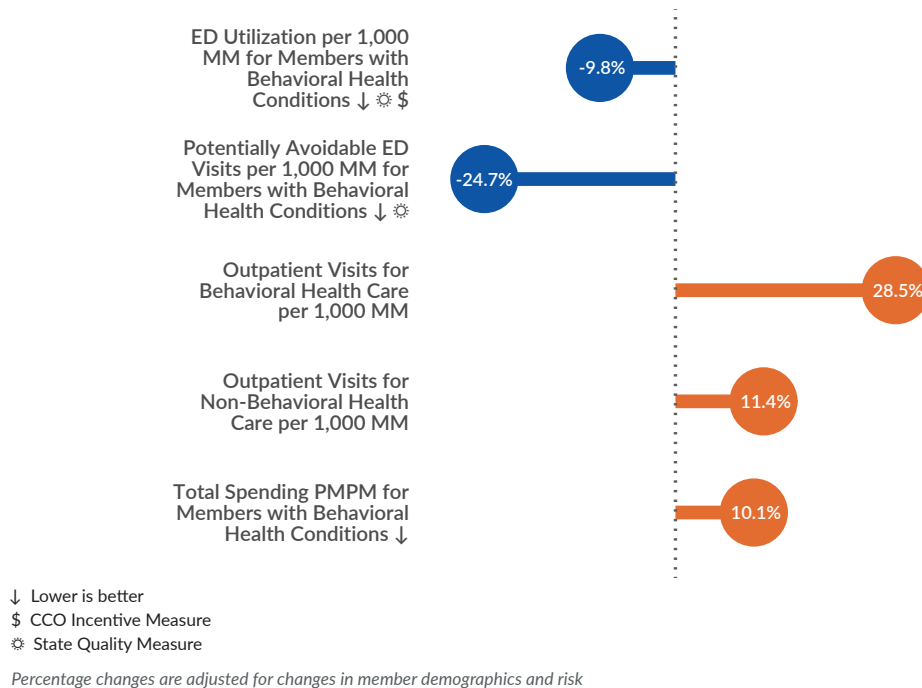 ED Utilization per 1,000
MM for Members with
Behavioral Health
Conditions ↓ ☼ $
-9.8%
Potentially Avoidable ED
Visits per 1,000 MM for
Members with Behavioral
Health Conditions ↓ ☼
-24.7%
Outpatient Visits for
Behavioral Health Care
per 1,000 MM
28.5%
Outpatient Visits for
Non-Behavioral Health
Care per 1,000 MM
11.4%
Total Spending PMPM for
Members with Behavioral
Health Conditions ↓
10.1%
↓ Lower is better
$ CCO Incentive Measure
☼ State Quality Measure
Percentage changes are adjusted for changes in member demographics and risk